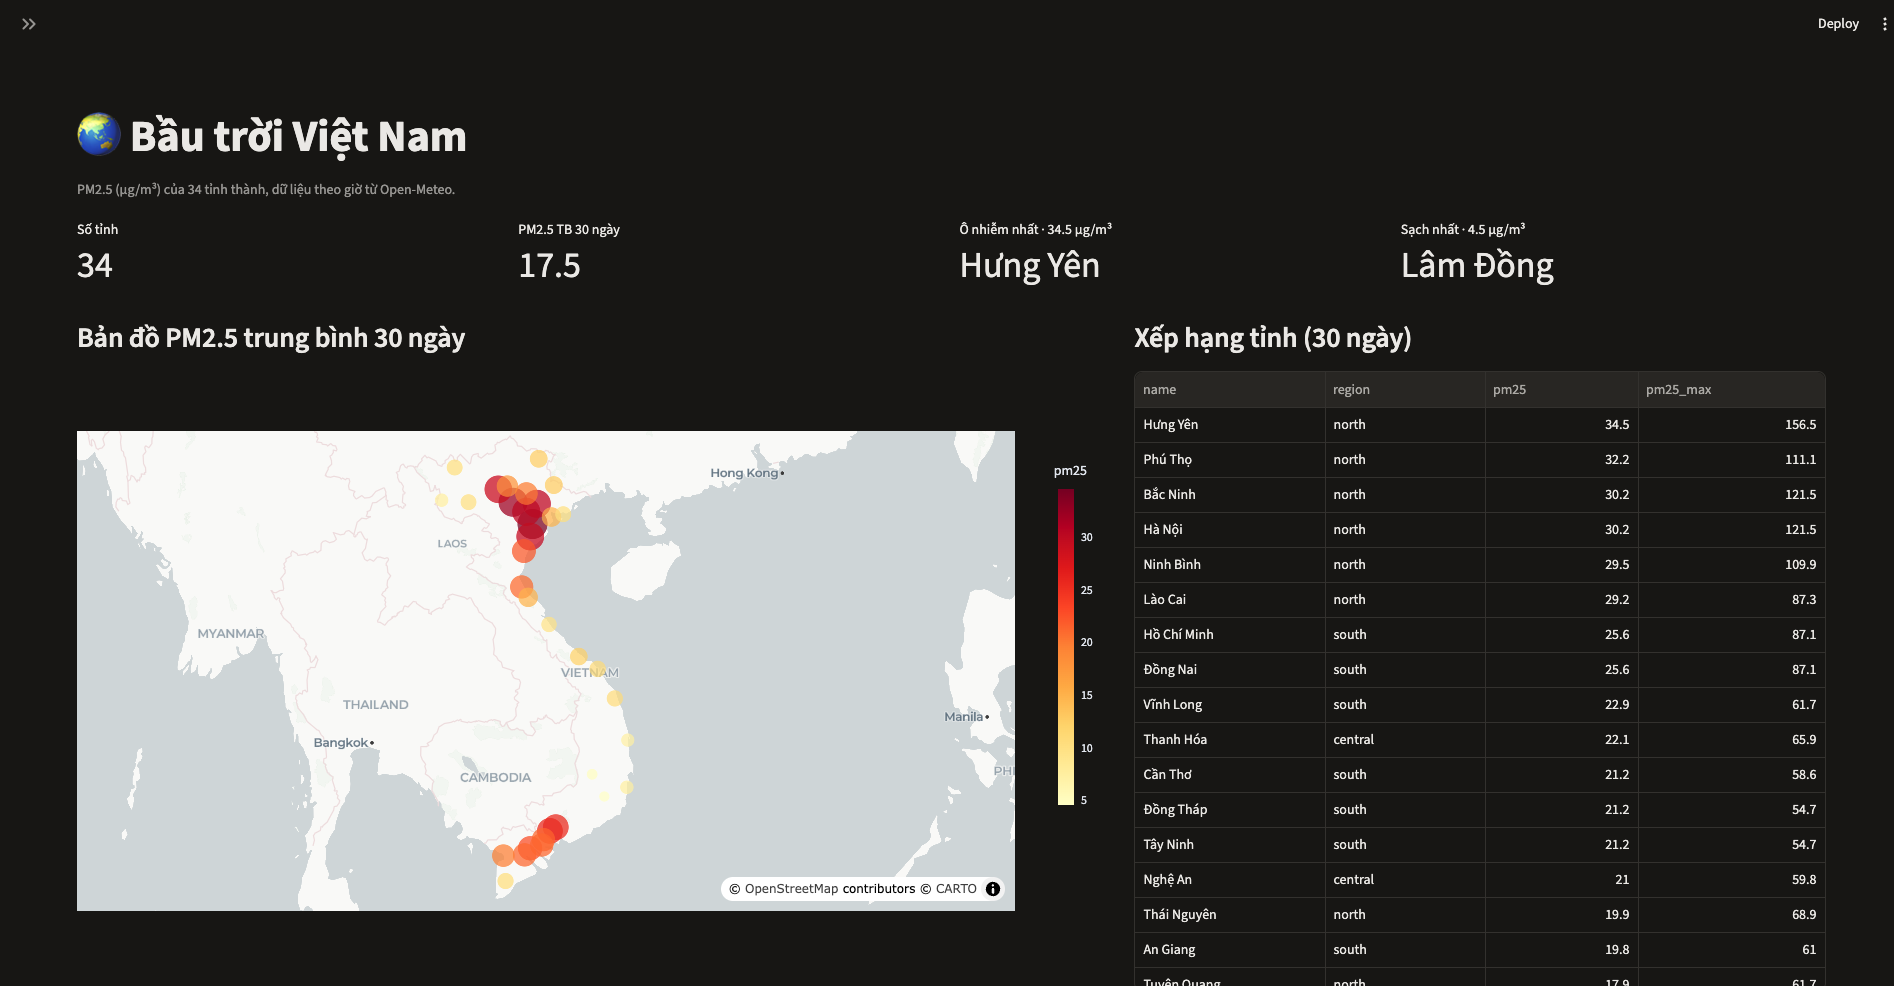 Deploy
Bầu trời Việt Nam
PM2.5 (µg/m³) của 34 tỉnh thành, dữ liệu theo giờ từ Open-Meteo.
Số tỉnh
34
PM2.5 TB 30 ngày
17.5
Ô nhiễm nhất · 34.5 µg/m³
Hưng Yên
Sạch nhất · 4.5 µg/m³
Lâm Đồng
Bản đồ PM2.5 trung bình 30 ngày
Hong Kong
LAOS
MYANMAR
VIETNAM
THAILAND
Manila
Bangkok
CAMBODIA
PHI
© OpenStreetMap contributors © CARTO
pm25
30
25
20
15
10
5
Xếp hạng tỉnh (30 ngày)
name region pm25 pm25_max
Hưng Yên north 34.5 156.5
Phú Thọ north 32.2 111.1
Bắc Ninh north 30.2 121.5
Hà Nội north 30.2 121.5
Ninh Bình north 29.5 109.9
Lào Cai north 29.2 87.3
Hồ Chí Minh south 25.6 87.1
Đồng Nai south 25.6 87.1
Vĩnh Long south 22.9 61.7
Thanh Hóa central 22.1 65.9
Cần Thơ south 21.2 58.6
Đồng Tháp south 21.2 54.7
Tây Ninh south 21.2 54.7
Nghệ An central 21 59.8
Thái Nguyên north 19.9 68.9
An Giang south 19.8 61
Tuyên Quang north 17.9 61.7